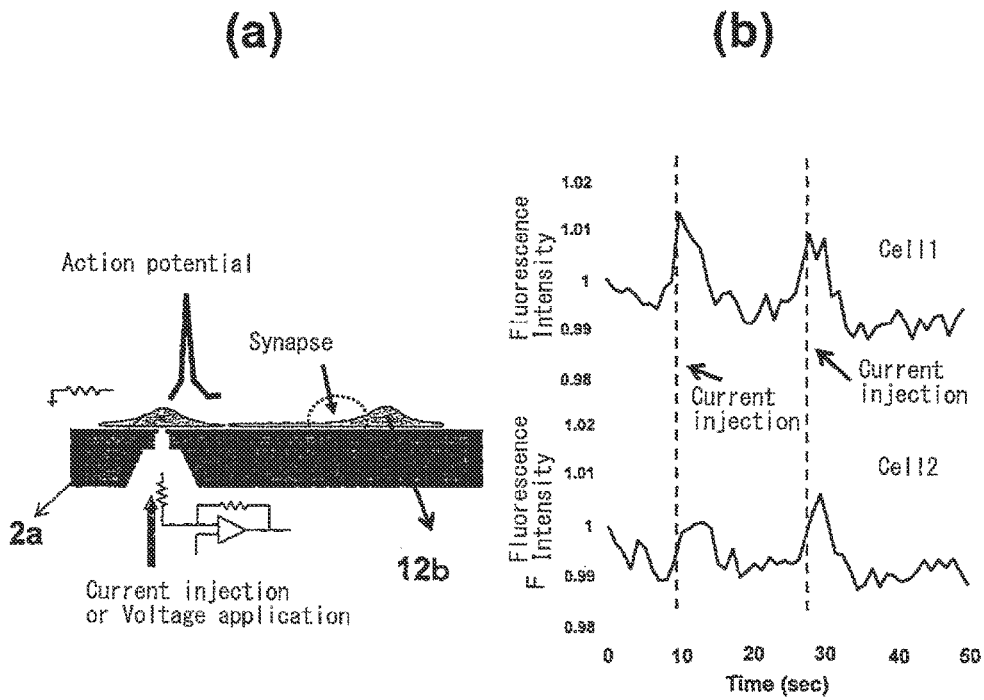 (a)
Action potential
Synapse
2a
12b
Current injection
or Voltage application
(b)
1.02
1.01
1
0.99
0.98
Fluorescence
Intensity
Cell1
Current
injection
Current
injection
1.02
1.01
1
0.99
0.98
Fluorescence
F Intensity
Cell2
0
10
20
30
40
50
Time (sec)